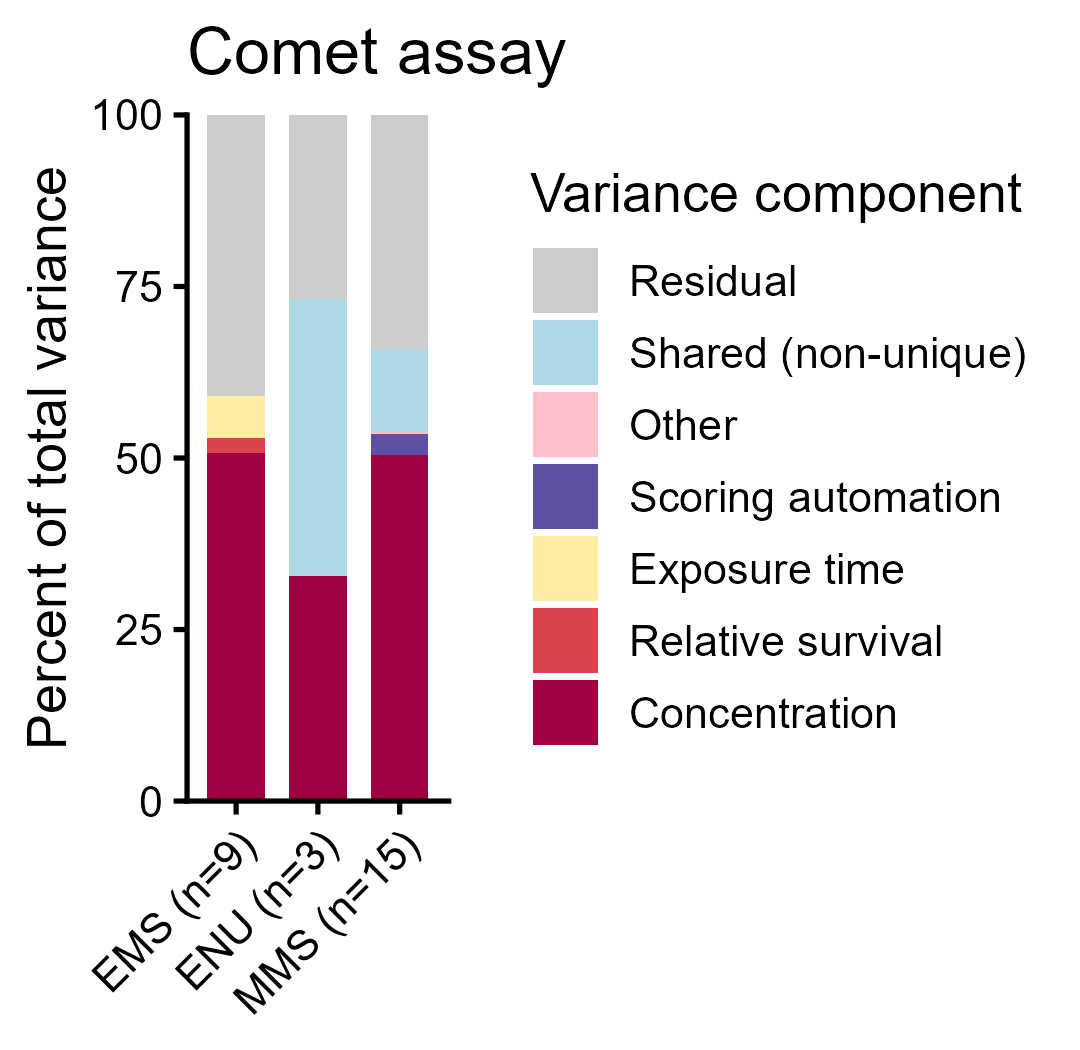 Comet assay
Percent of total variance
100
75
50
25
0
EMS (n=9)
ENU (n=3)
MMS (n=15)
Variance component
Residual
Shared (non-unique)
Other
Scoring automation
Exposure time
Relative survival
Concentration